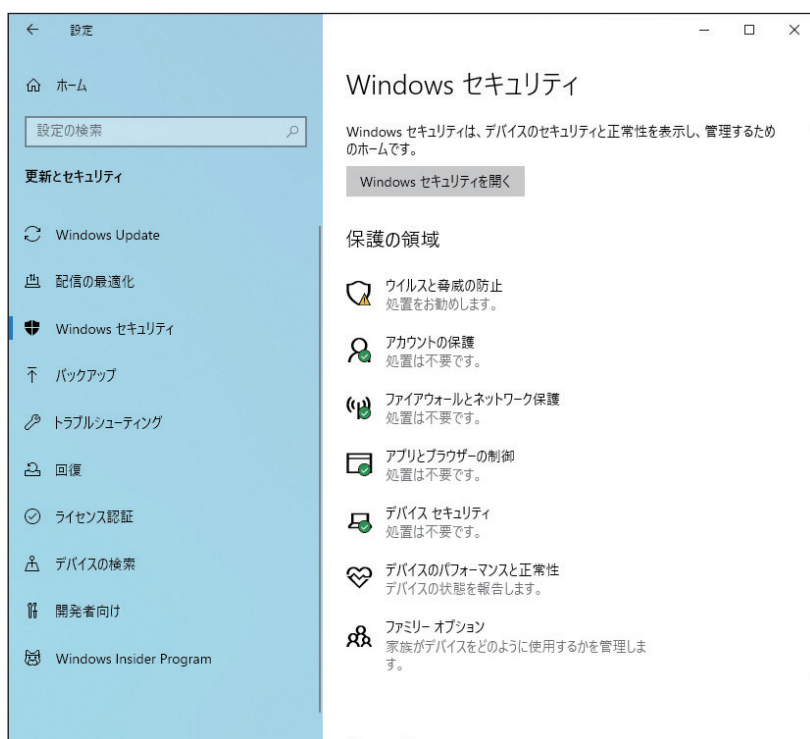 設定
ホーム
設定の検索
更新とセキュリティ
Windows Update
配信の最適化
Windows セキュリティ
バックアップ
トラブルシューティング
回復
ライセンス認証
デバイスの検索
開発者向け
Windows Insider Program
Windows セキュリティ
Windows セキュリティは、デバイスのセキュリティと正常性を表示し、管理するため
のホームです。
Windows セキュリティを開く
保護の領域
ウイルスと脅威の防止
処置をお勧めします。
アカウントの保護
処置は不要です。
ファイアウォールとネットワーク保護
処置は不要です。
アプリとブラウザーの制御
処置は不要です。
デバイス セキュリティ
処置は不要です。
デバイスのパフォーマンスと正常性
デバイスの状態を報告します。
ファミリー オプション
家族がデバイスをどのように使用するかを管理しま
す。